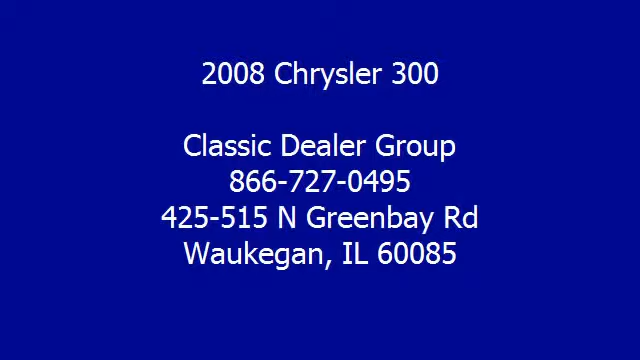 2008 Chrysler 300
Classic Dealer Group
866-727-0495
425-515 N Greenbay Rd
Waukegan, IL 60085